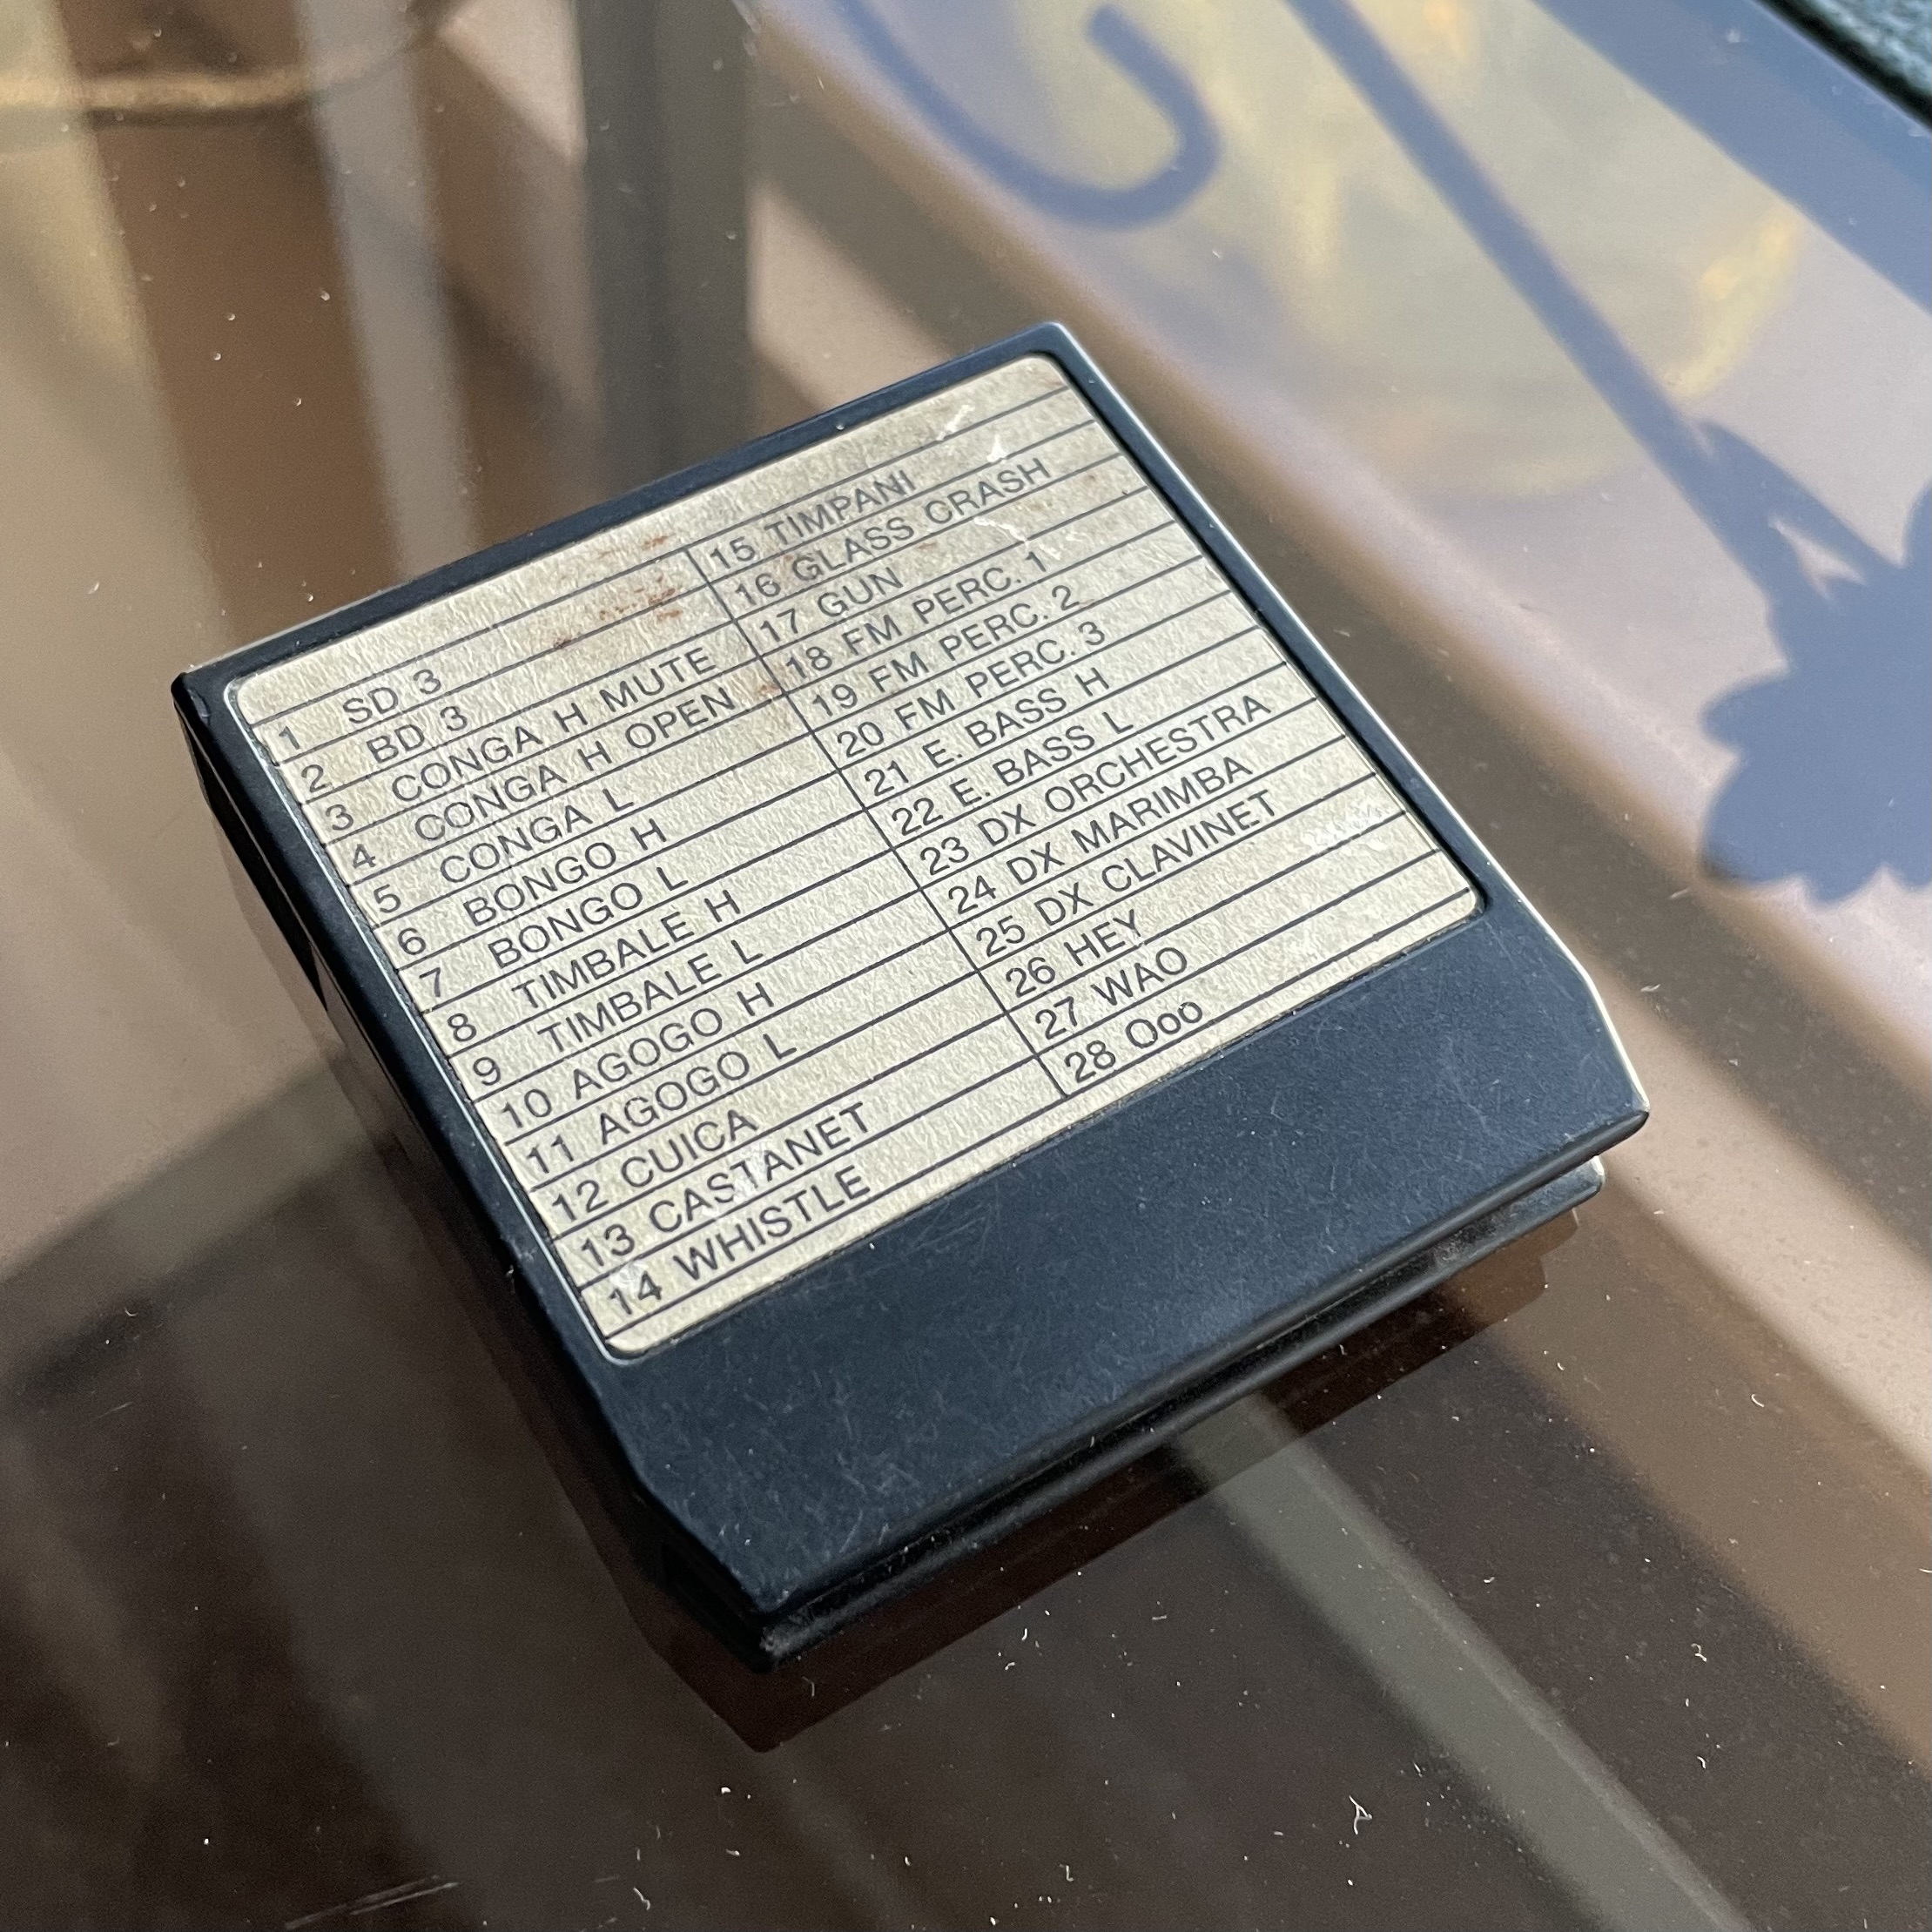 1 SD 3
2 BD 3
3 CONGA H MUTE
4 CONGA H OPEN
5 CONGA L
6 BONGO H
7 BONGO L
8 TIMBALE H
9 TIMBALE L
10 AGOGO H
11 AGOGO L
12 CUICA
13 CASTANET
14 WHISTLE
15 TIMPANI
16 GLASS CRASH
17 GUN
18 FM PERC. 1
19 FM PERC. 2
20 FM PERC. 3
21 E. BASS H
22 E. BASS L
23 DX ORCHESTRA
24 DX MARIMBA
25 DX CLAVINET
26 HEY
27 WAO
28 Ooo